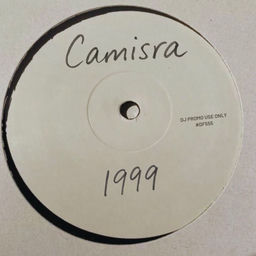 Camisra
DJ PROMO USE ONLY
#DF555
1999